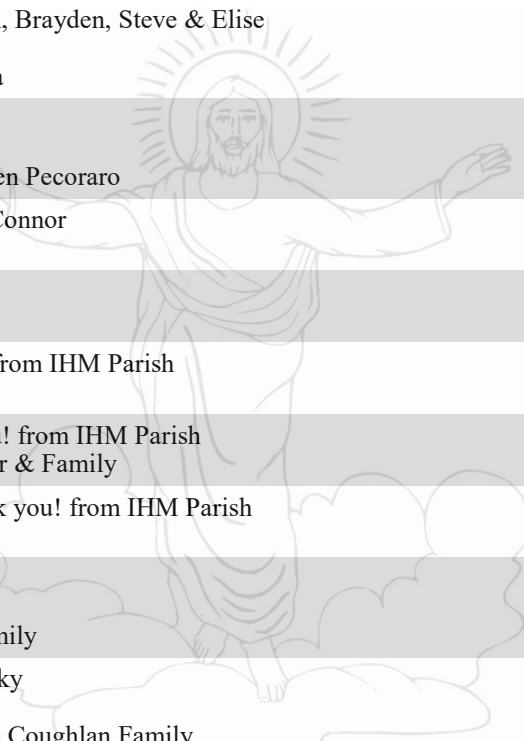 , Brayden, Steve & Elise
a
en Pecoraro
Connor
from IHM Parish
u! from IHM Parish
r & Family
k you! from IHM Parish
mily
ky
Coughlan Family